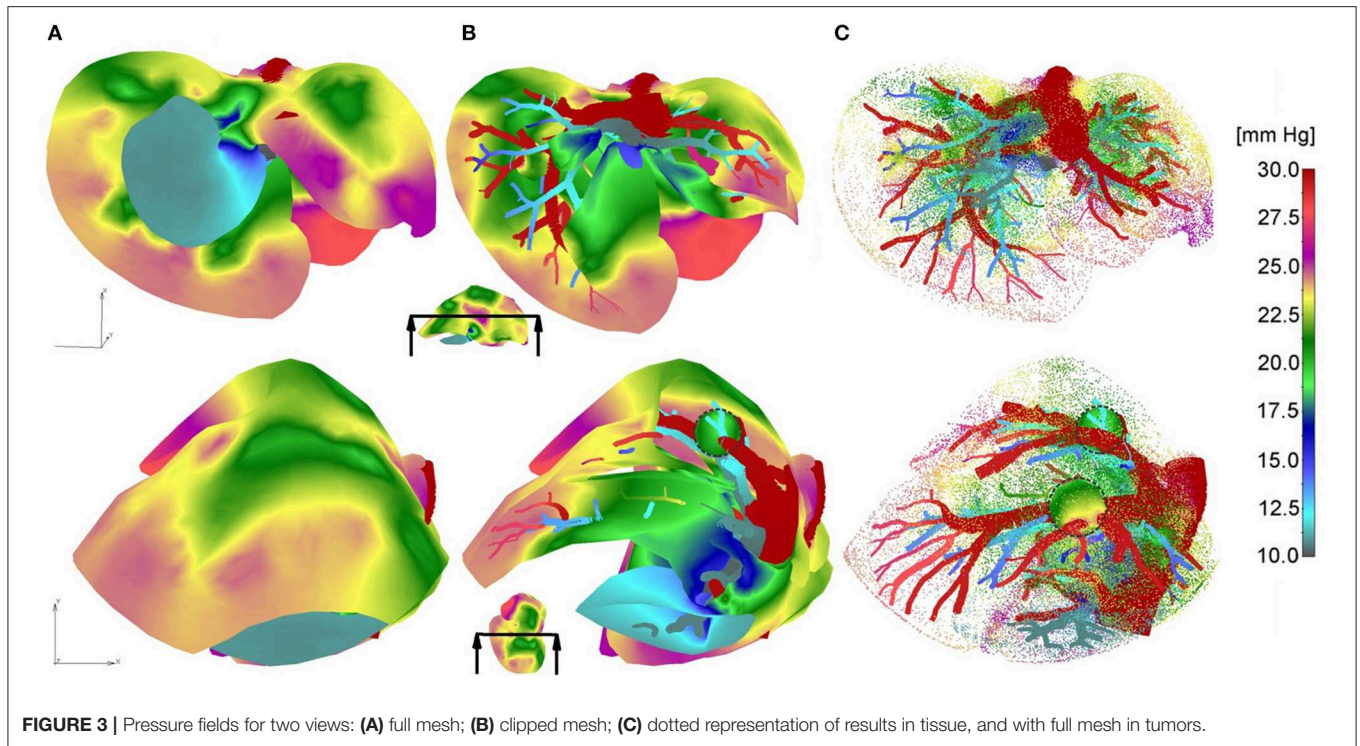 A
B
C
[mm Hg]
30.0
27.5
25.0
22.5
20.0
17.5
15.0
12.5
10.0
X
Y
Y
Z
X
FIGURE 3 | Pressure fields for two views: (A) full mesh; (B) clipped mesh; (C) dotted representation of results in tissue, and with full mesh in tumors.